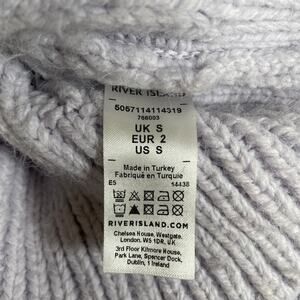 RIVER ISLAND
5057114114319
766003
UK S
EUR 2
US S
Made in Turkey
Fabriqué en Turquie
E5 14438
RIVERISLAND.COM
Chelsea House, Westgate,
London. W5 1DR. UK
3rd Floor Kilmore House,
Park Lane, Spencer Dock,
Dublin, 1 Ireland